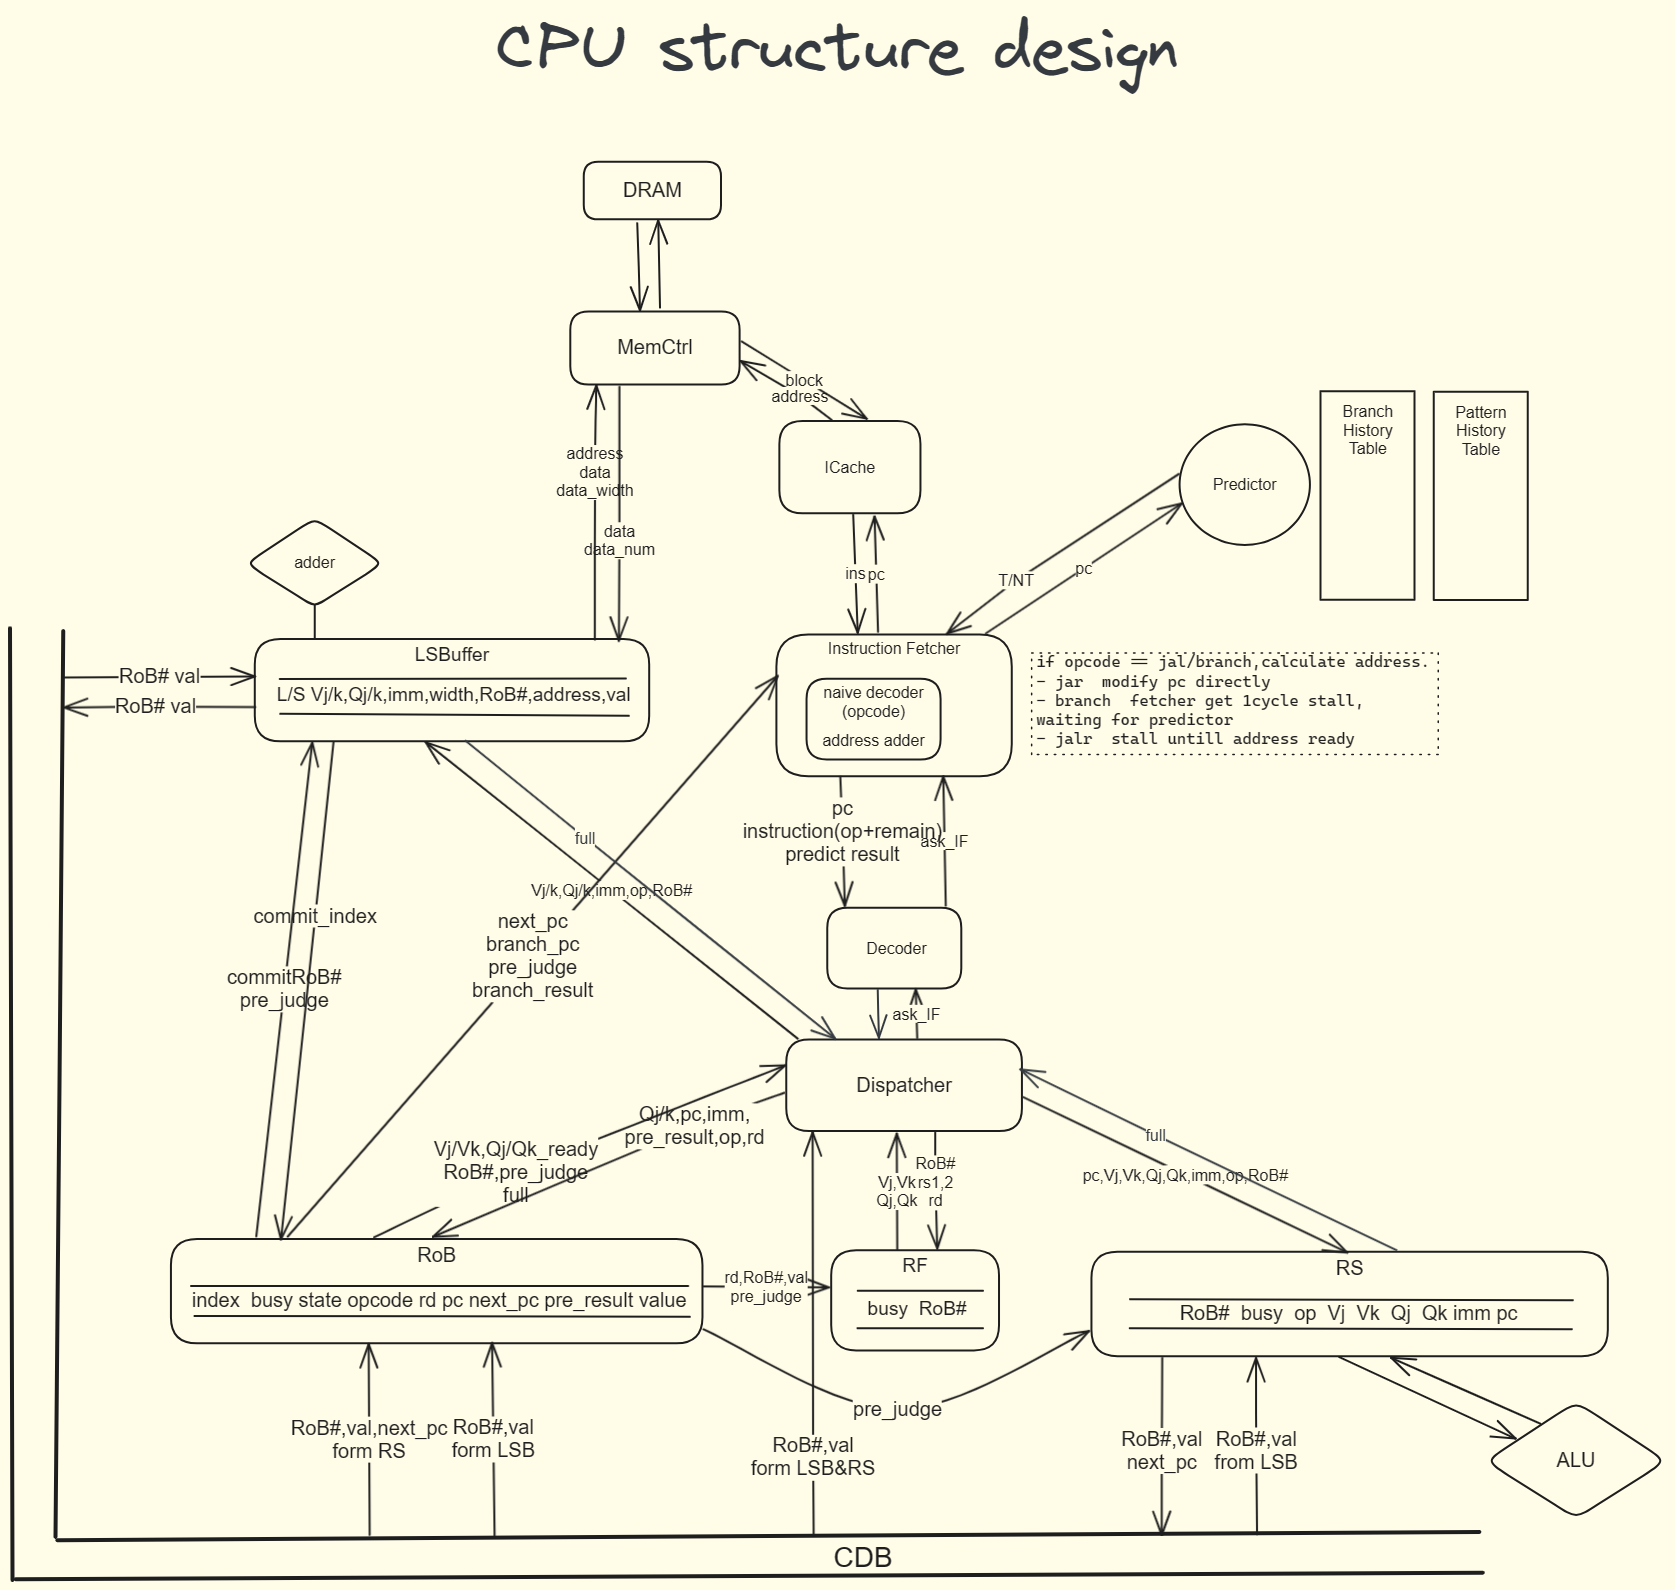 CPU structure design
DRAM
MemCtrl
block
address
ICache
Branch
History
Table
Pattern
History
Table
Predictor
address
data
data_width
data
data_num
adder
ins
pc
T/NT
pc
LSBuffer
L/S Vj/k,Qj/k,imm,width,RoB#,address,val
RoB# val
RoB# val
Instruction Fetcher
naive decoder
(opcode)
address adder
if opcode == jal/branch,calculate address.
- jar  modify pc directly
- branch  fetcher get 1cycle stall,
waiting for predictor
- jalr  stall untill address ready
pc
instruction(op+remain)
predict result
ask_IF
full
Vj/k,Qj/k,imm,op,RoB#
next_pc
branch_pc
pre_judge
branch_result
commit_index
commitRoB#
pre_judge
Decoder
ask_IF
Dispatcher
Qj/k,pc,imm,
pre_result,op,rd
Vj/Vk,Qj/Qk_ready
RoB#,pre_judge
full
full
pc,Vj,Vk,Qj,Qk,imm,op,RoB#
Vj,Vk
Qj,Qk
RoB#
rs1,2
rd
RoB
index  busy state opcode rd pc next_pc pre_result value
rd,RoB#,val
pre_judge
RF
busy  RoB#
RS
RoB#  busy  op  Vj  Vk  Qj  Qk imm pc
pre_judge
RoB#,val,next_pc
form RS
RoB#,val
form LSB
RoB#,val
form LSB&RS
RoB#,val
next_pc
RoB#,val
from LSB
ALU
CDB